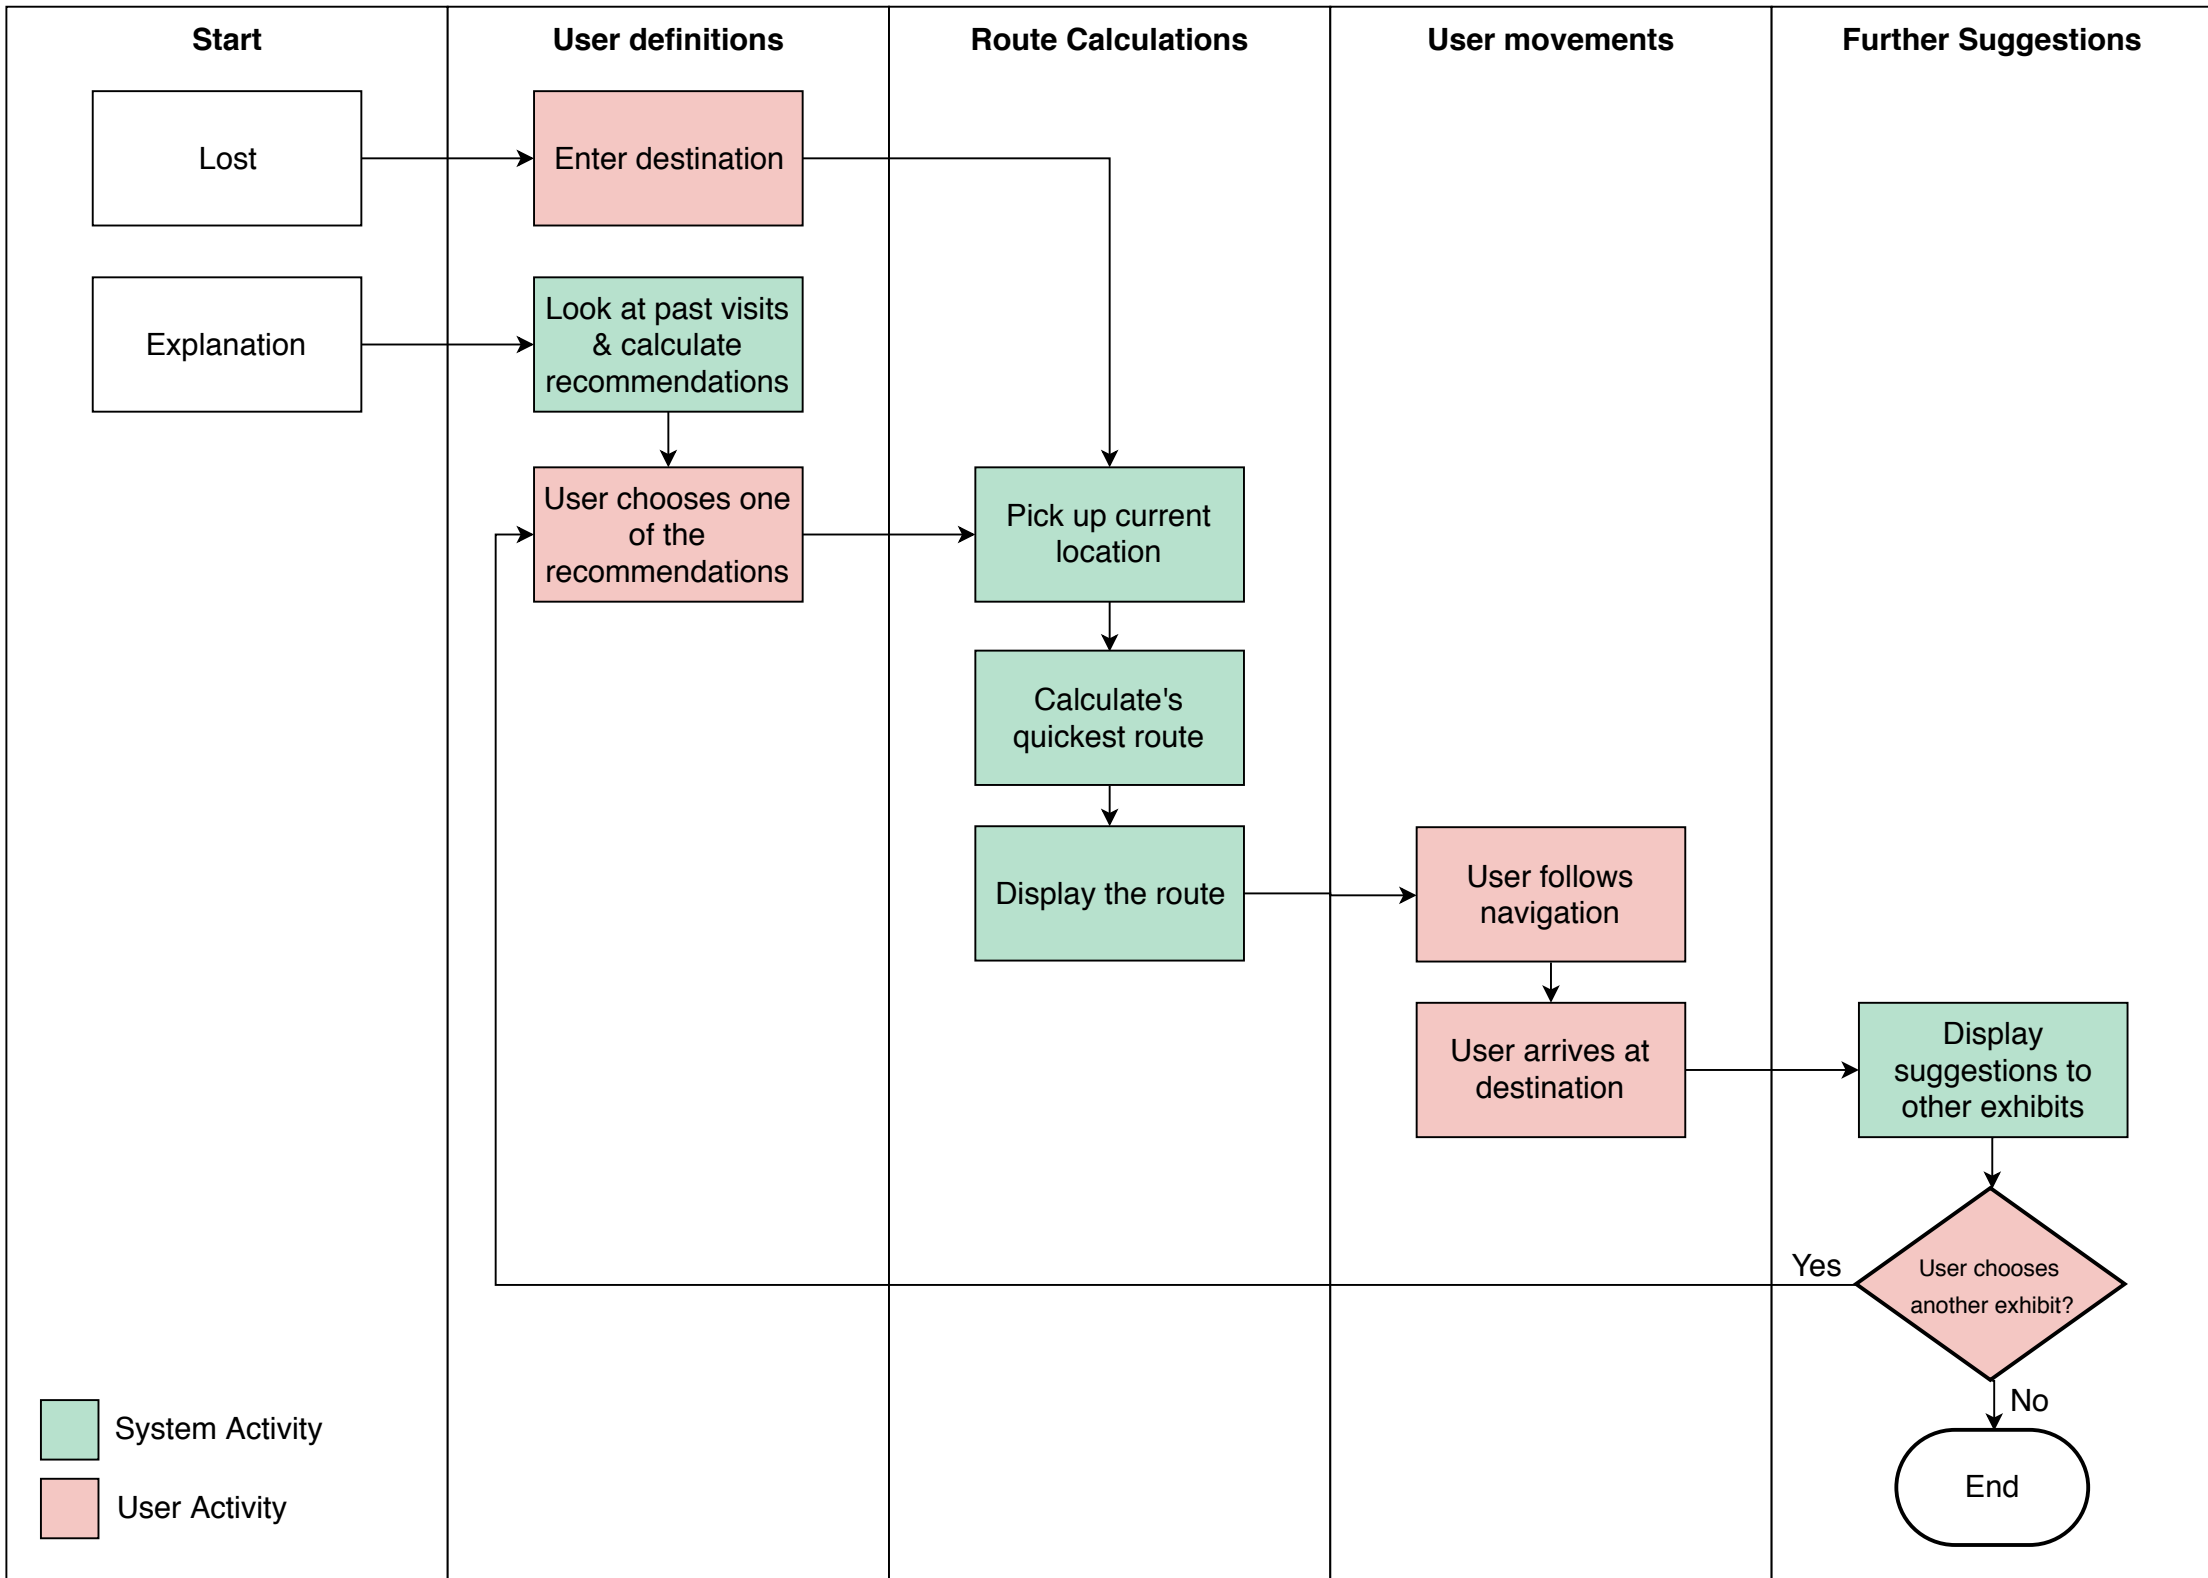 Start
User definitions
Route Calculations
User movements
Further Suggestions
Lost
Enter destination
Explanation
Look at past visits
& calculate
recommendations
User chooses one
of the
recommendations
Pick up current
location
Calculate's
quickest route
Display the route
User follows
navigation
User arrives at
destination
Display
suggestions to
other exhibits
Yes
User chooses
another exhibit?
No
End
System Activity
User Activity